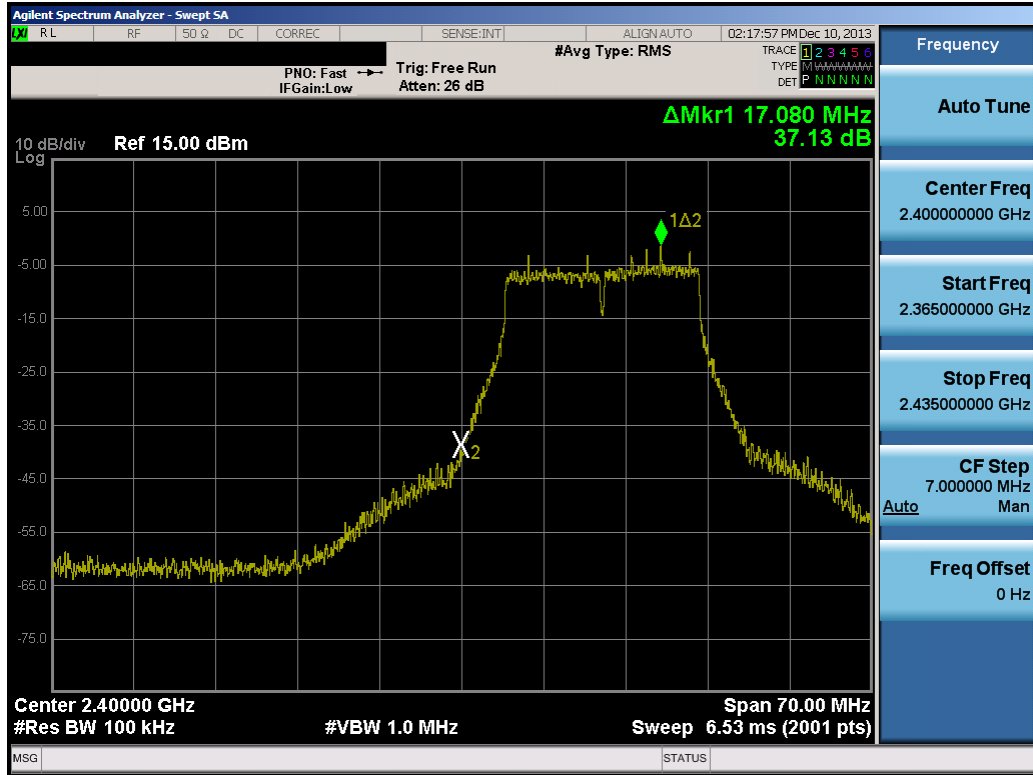 Agilent Spectrum Analyzer - Swept SA
LXI RL RF 50 Ω DC CORREC SENSE:INT ALIGN AUTO 02:17:57 PM Dec 10, 2013
#Avg Type: RMS TRACE 1 2 3 4 5 6
PNO: Fast Trig: Free Run TYPE M WWWWW
IFGain:Low Atten: 26 dB DET P N N N N N
ΔMkr1 17.080 MHz
37.13 dB
10 dB/div Ref 15.00 dBm
Log
1Δ2
5.00
-5.00
-15.0
-25.0
-35.0
X2
-45.0
-55.0
-65.0
-75.0
Center 2.40000 GHz Span 70.00 MHz
#Res BW 100 kHz #VBW 1.0 MHz Sweep 6.53 ms (2001 pts)
MSG STATUS
Frequency
Auto Tune
Center Freq
2.400000000 GHz
Start Freq
2.365000000 GHz
Stop Freq
2.435000000 GHz
CF Step
7.000000 MHz
Auto Man
Freq Offset
0 Hz